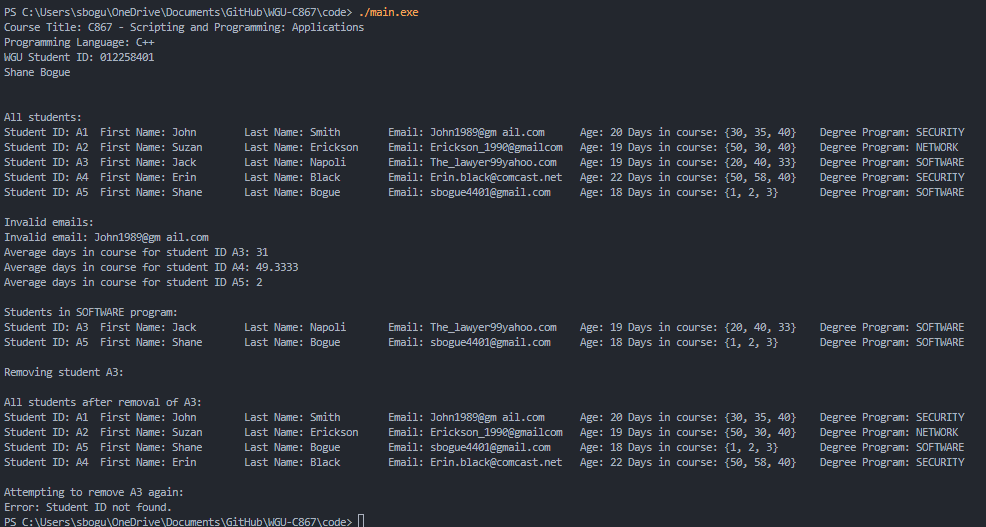 PS C:\Users\sbogu\OneDrive\Documents\GitHub\WGU-C867\code> ./main.exe
Course Title: C867 - Scripting and Programming: Applications
Programming Language: C++
WGU Student ID: 012258401
Shane Bogue
All students:
Student ID: A1 First Name: John Last Name: Smith Email: John1989@gm ail.com Age: 20 Days in course: {30, 35, 40} Degree Program: SECURITY
Student ID: A2 First Name: Suzan Last Name: Erickson Email: Erickson_1990@gmailcom Age: 19 Days in course: {50, 30, 40} Degree Program: NETWORK
Student ID: A3 First Name: Jack Last Name: Napoli Email: The_lawyer99yahoo.com Age: 19 Days in course: {20, 40, 33} Degree Program: SOFTWARE
Student ID: A4 First Name: Erin Last Name: Black Email: Erin.black@comcast.net Age: 22 Days in course: {50, 58, 40} Degree Program: SECURITY
Student ID: A5 First Name: Shane Last Name: Bogue Email: sbogue4401@gmail.com Age: 18 Days in course: {1, 2, 3} Degree Program: SOFTWARE
Invalid emails:
Invalid email: John1989@gm ail.com
Average days in course for student ID A3: 31
Average days in course for student ID A4: 49.3333
Average days in course for student ID A5: 2
Students in SOFTWARE program:
Student ID: A3 First Name: Jack Last Name: Napoli Email: The_lawyer99yahoo.com Age: 19 Days in course: {20, 40, 33} Degree Program: SOFTWARE
Student ID: A5 First Name: Shane Last Name: Bogue Email: sbogue4401@gmail.com Age: 18 Days in course: {1, 2, 3} Degree Program: SOFTWARE
Removing student A3:
All students after removal of A3:
Student ID: A1 First Name: John Last Name: Smith Email: John1989@gm ail.com Age: 20 Days in course: {30, 35, 40} Degree Program: SECURITY
Student ID: A2 First Name: Suzan Last Name: Erickson Email: Erickson_1990@gmailcom Age: 19 Days in course: {50, 30, 40} Degree Program: NETWORK
Student ID: A5 First Name: Shane Last Name: Bogue Email: sbogue4401@gmail.com Age: 18 Days in course: {1, 2, 3} Degree Program: SOFTWARE
Student ID: A4 First Name: Erin Last Name: Black Email: Erin.black@comcast.net Age: 22 Days in course: {50, 58, 40} Degree Program: SECURITY
Attempting to remove A3 again:
Error: Student ID not found.
PS C:\Users\sbogu\OneDrive\Documents\GitHub\WGU-C867\code>